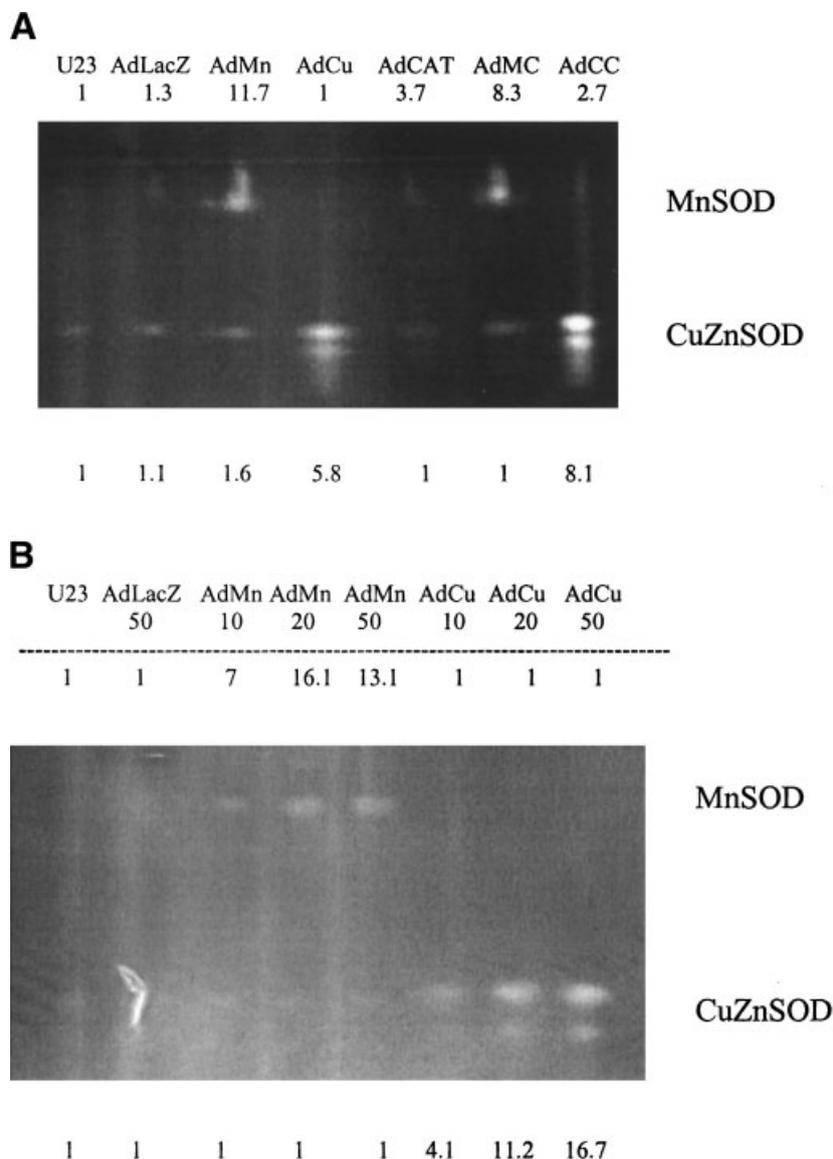 A
U23 AdLacZ AdMn AdCu AdCAT AdMC AdCC
1 1.3 11.7 1 3.7 8.3 2.7
MnSOD
CuZnSOD
1 1.1 1.6 5.8 1 1 8.1
B
U23 AdLacZ AdMn AdMn AdMn AdCu AdCu AdCu
50 10 20 50 10 20 50
1 1 7 16.1 13.1 1 1 1
MnSOD
CuZnSOD
1 1 1 1 1 4.1 11.2 16.7